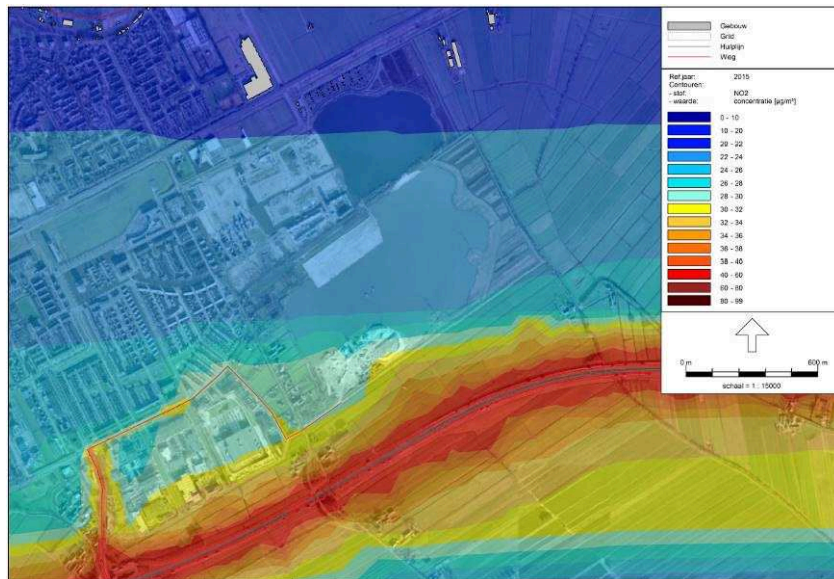 Gebouw
Grid
Hulplijn
Weg
Ref.jaar: 2015
Contouren:
- stof: NO2
- waarde: concentratie [µg/m³]
0 - 10
10 - 20
20 - 22
22 - 24
24 - 26
26 - 28
28 - 30
30 - 32
32 - 34
34 - 36
36 - 38
38 - 40
40 - 60
60 - 80
80 - 99
0 m 600 m
schaal = 1 : 15000